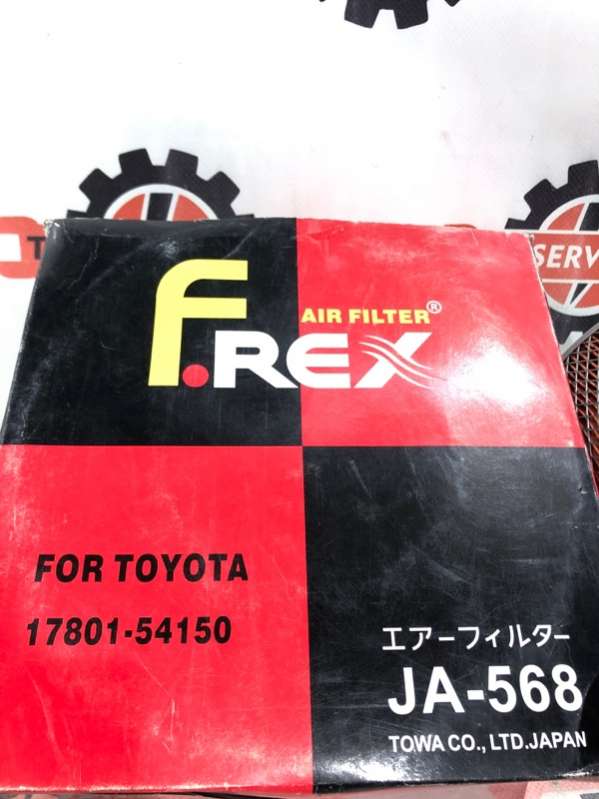 SERV
AIR FILTER®
F.REX
FOR TOYOTA
17801-54150
エアーフィルター
JA-568
TOWA CO., LTD.JAPAN